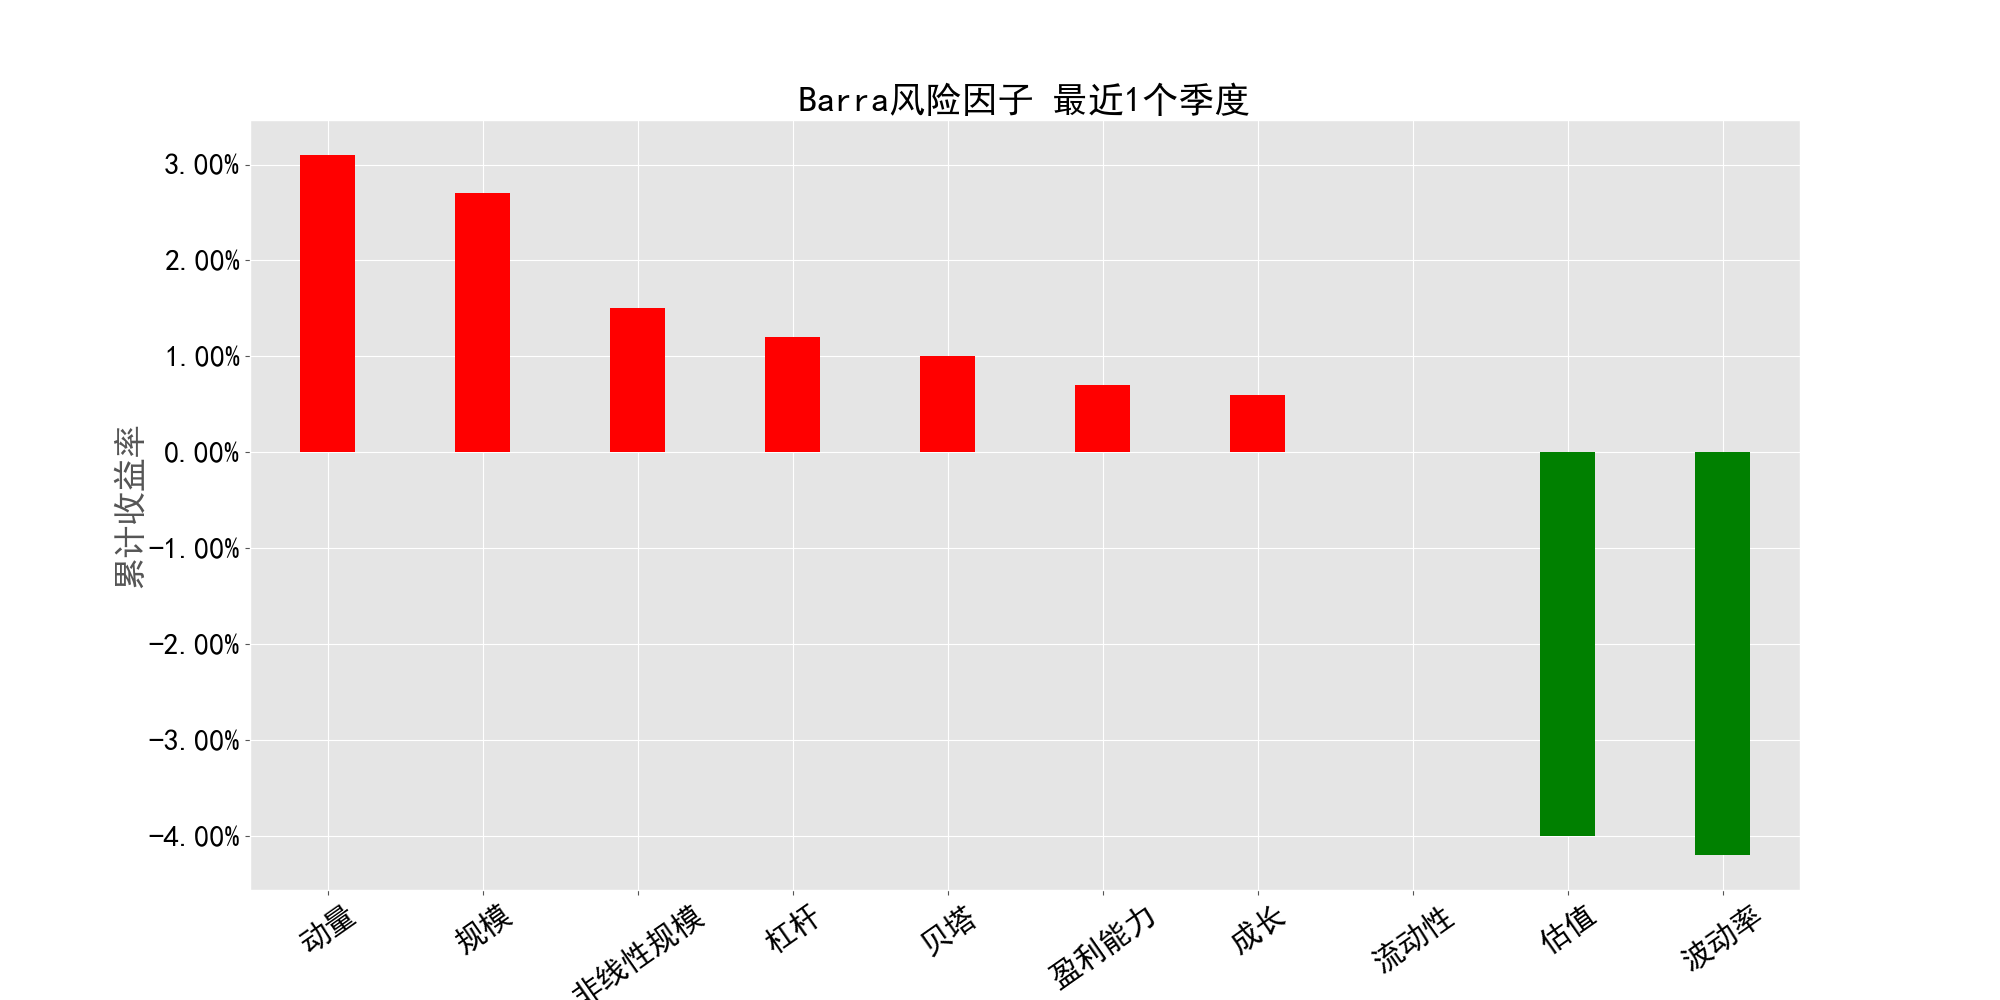 Barra风险因子 最近1个季度
累计收益率
3.00%
2.00%
1.00%
0.00%
-1.00%
-2.00%
-3.00%
-4.00%
动量
规模
非线性规模
杠杆
贝塔
盈利能力
成长
流动性
估值
波动率